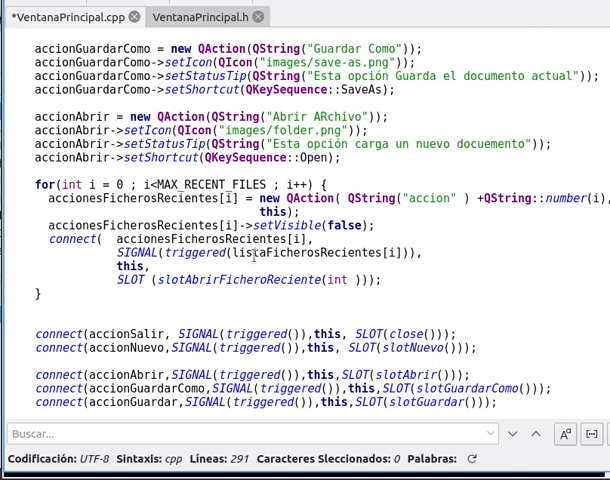 *VentanaPrincipal.cpp VentanaPrincipal.h
accionGuardarComo = new QAction(QString("Guardar Como"));
accionGuardarComo->setIcon(QIcon("images/save-as.png"));
accionGuardarComo->setStatusTip(QString("Esta opción Guarda el documento actual"));
accionGuardarComo->setShortcut(QKeySequence::SaveAs);
accionAbrir = new QAction(QString("Abrir ARchivo"));
accionAbrir->setIcon(QIcon("images/folder.png"));
accionAbrir->setStatusTip(QString("Esta opción carga un nuevo docuemento"));
accionAbrir->setShortcut(QKeySequence::Open);
for(int i = 0 ; i<MAX_RECENT_FILES ; i++) {
accionesFicherosRecientes[i] = new QAction( QString("accion" ) +QString::number(i),
this);
accionesFicherosRecientes[i]->setVisible(false);
connect( accionesFicherosRecientes[i],
SIGNAL(triggered(listaFicherosRecientes[i])),
this,
SLOT (slotAbrirFicheroReciente(int )));
}
connect(accionSalir, SIGNAL(triggered()),this, SLOT(close()));
connect(accionNuevo,SIGNAL(triggered()),this, SLOT(slotNuevo()));
connect(accionAbrir,SIGNAL(triggered()),this,SLOT(slotAbrir()));
connect(accionGuardarComo,SIGNAL(triggered()),this,SLOT(slotGuardarComo()));
connect(accionGuardar,SIGNAL(triggered()),this,SLOT(slotGuardar()));
Buscar...
Codificación: UTF-8 Sintaxis: cpp Líneas: 291 Caracteres Sleccionados: 0 Palabras: